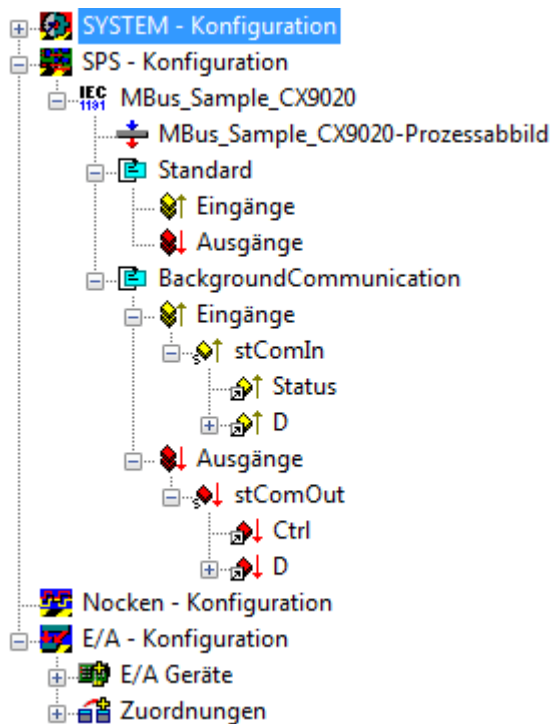 SYSTEM - Konfiguration
SPS - Konfiguration
IEC 1131 MBus_Sample_CX9020
MBus_Sample_CX9020-Prozessabbild
Standard
Eingänge
Ausgänge
BackgroundCommunication
Eingänge
stComIn
Status
D
Ausgänge
stComOut
Ctrl
D
Nocken - Konfiguration
E/A - Konfiguration
E/A Geräte
Zuordnungen